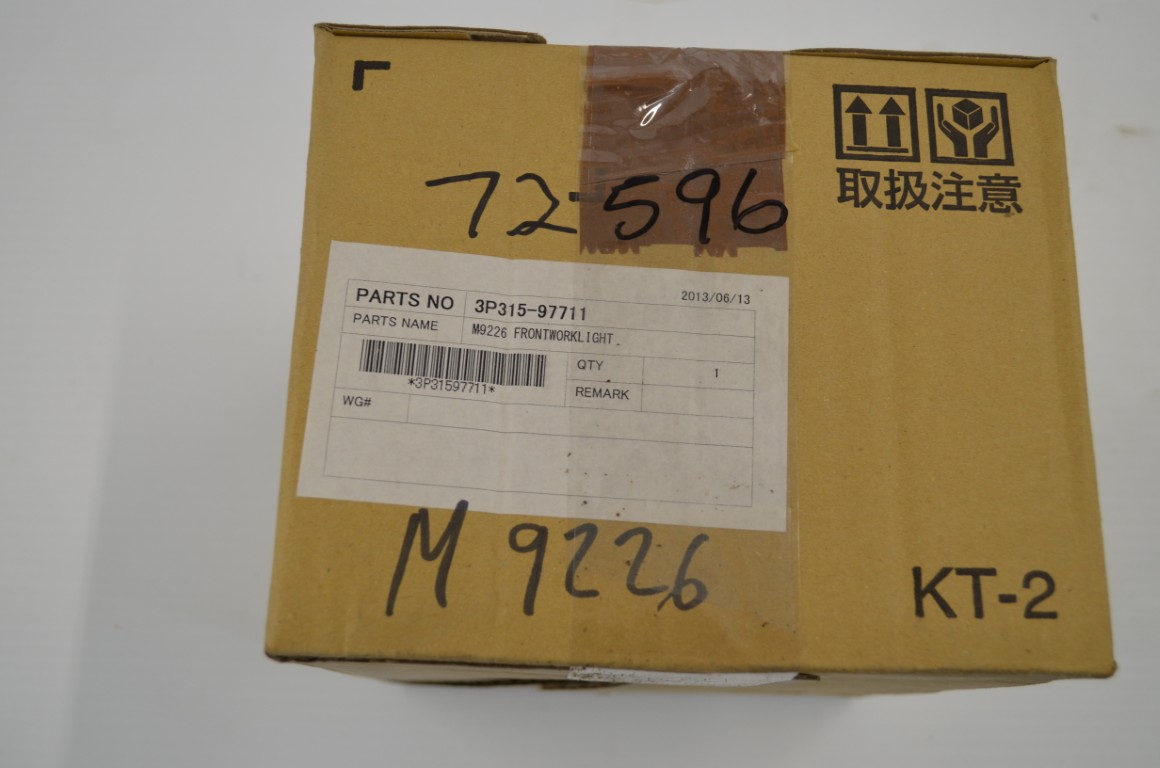 取扱注意
72-596
2013/06/13
PARTS NO 3P315-97711
PARTS NAME M9226 FRONTWORKLIGHT
QTY 1
*3P31597711*
REMARK
WG#
M9226
KT-2